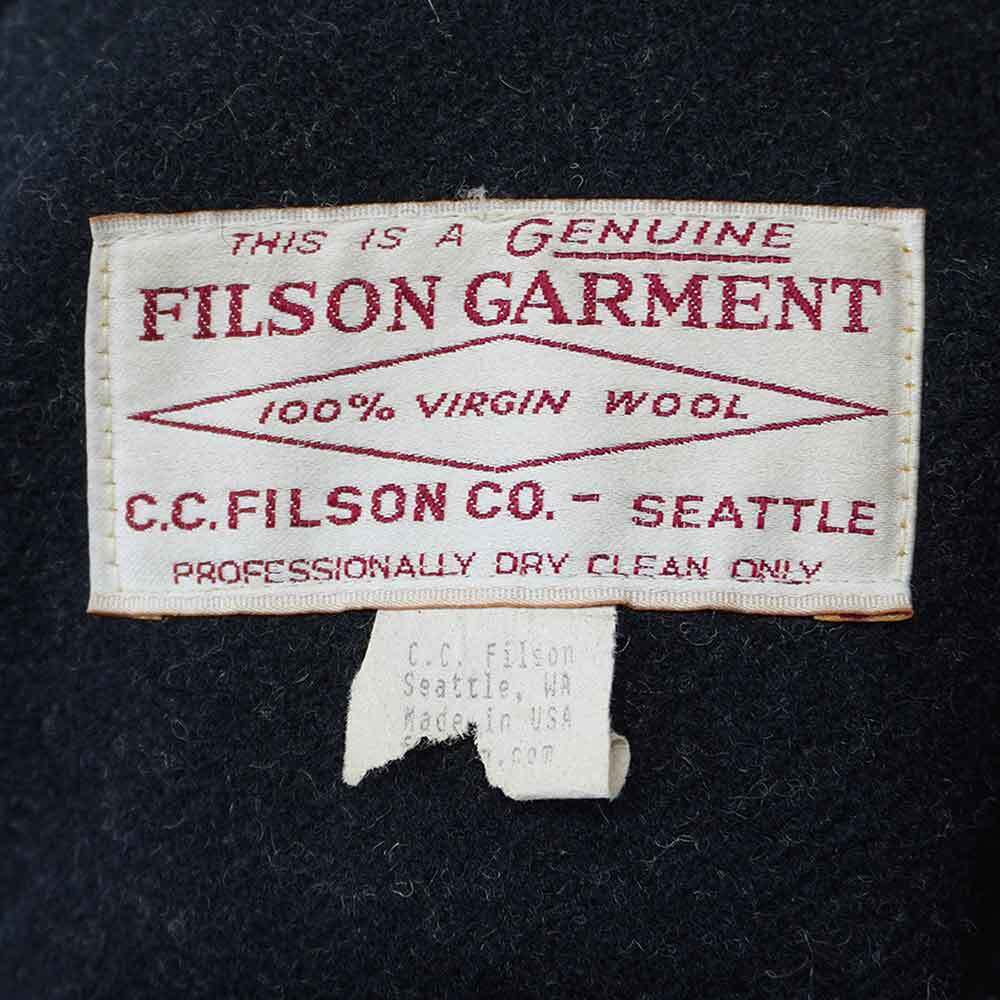 THIS IS A GENUINE
FILSON GARMENT
100% VIRGIN WOOL
C.C. FILSON CO. - SEATTLE
PROFESSIONALLY DRY CLEAN ONLY
C.C. Filson
Seattle, WA
Made in USA
.com